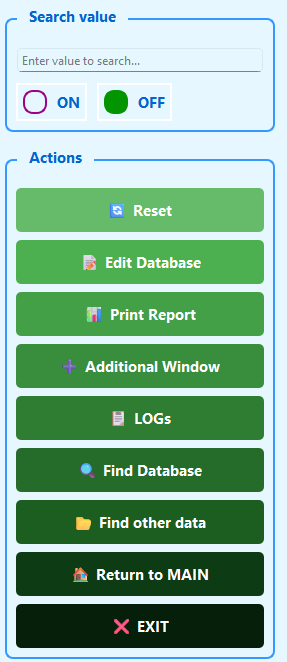 Search value
Enter value to search...
ON OFF
Actions
Reset
Edit Database
Print Report
Additional Window
LOGs
Find Database
Find other data
Return to MAIN
EXIT